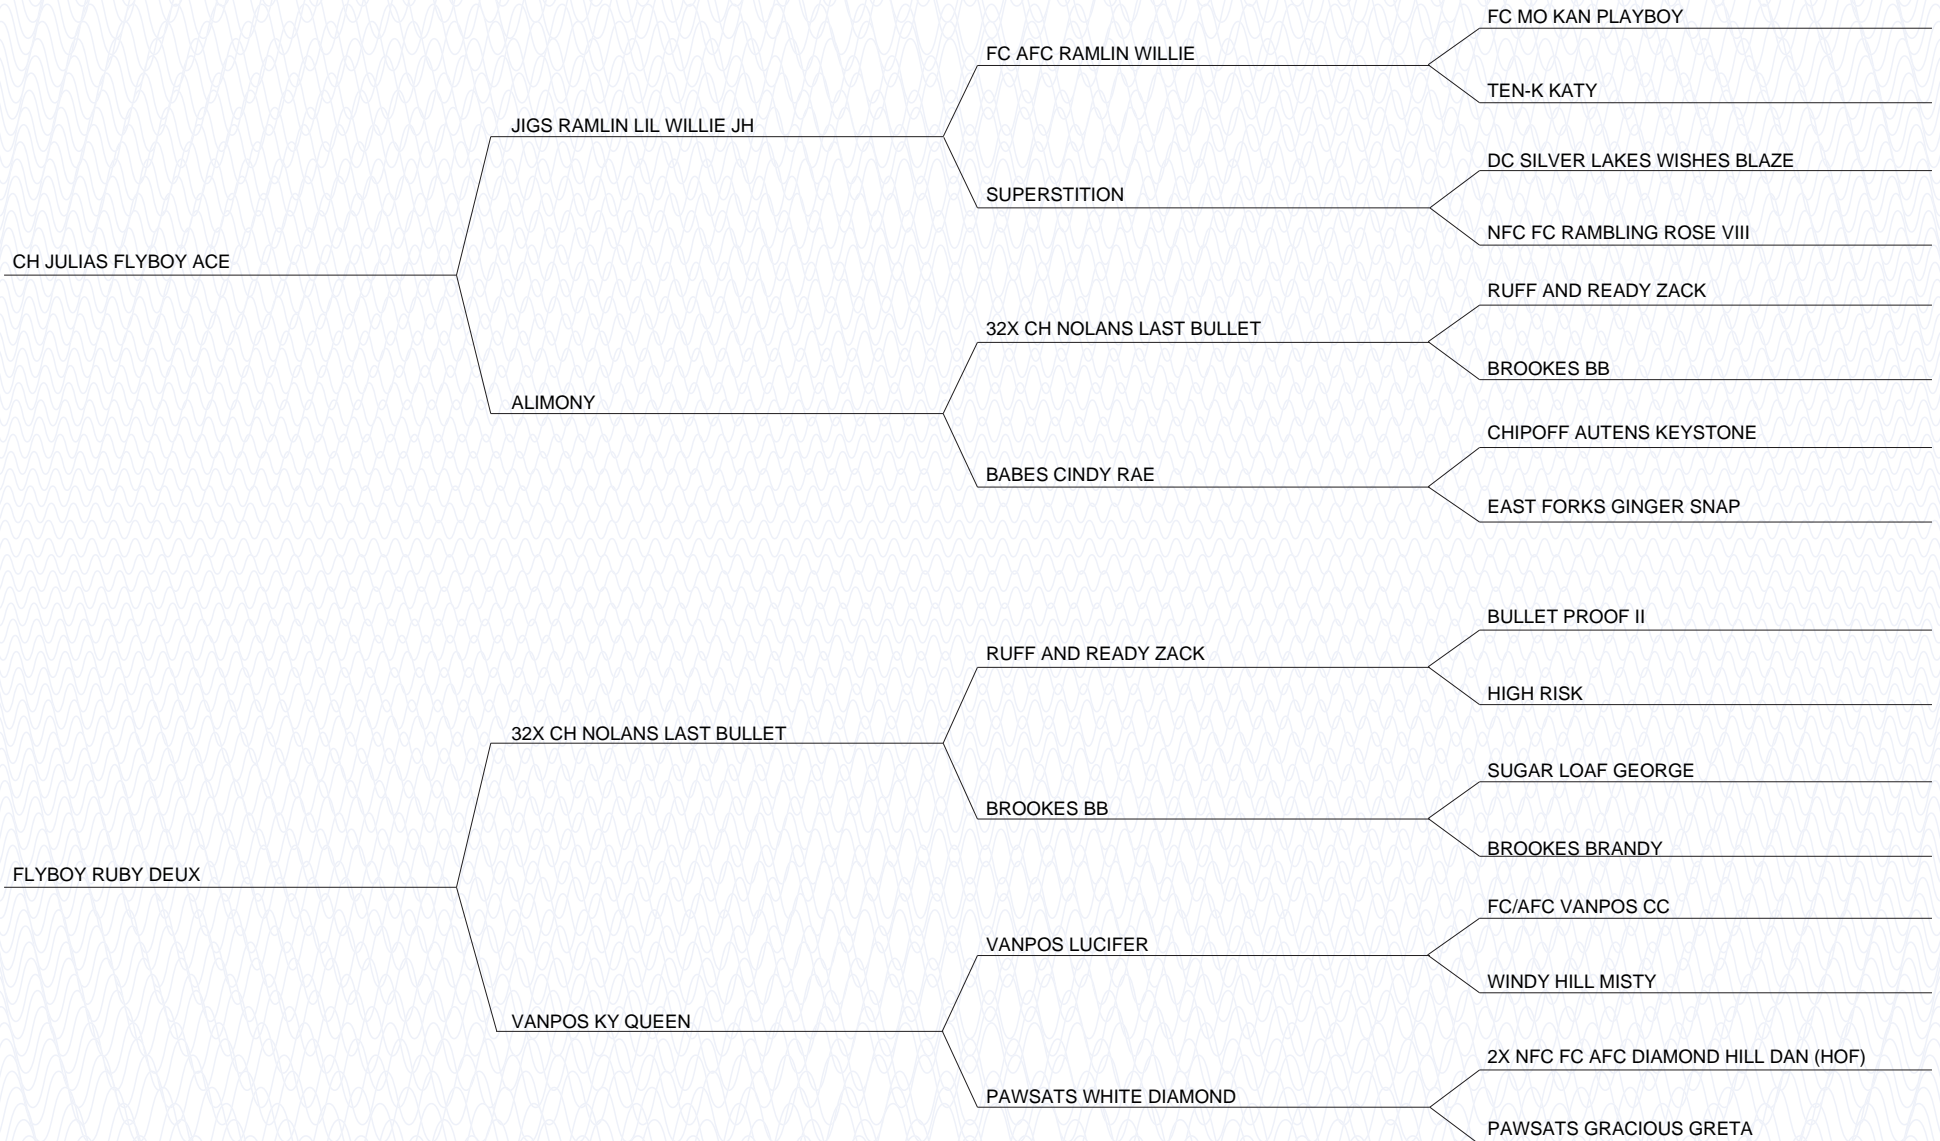 FC MO KAN PLAYBOY
FC AFC RAMLIN WILLIE
TEN-K KATY
JIGS RAMLIN LIL WILLIE JH
DC SILVER LAKES WISHES BLAZE
SUPERSTITION
NFC FC RAMBLING ROSE VIII
CH JULIAS FLYBOY ACE
RUFF AND READY ZACK
32X CH NOLANS LAST BULLET
BROOKES BB
ALIMONY
CHIPOFF AUTENS KEYSTONE
BABES CINDY RAE
EAST FORKS GINGER SNAP
BULLET PROOF II
RUFF AND READY ZACK
HIGH RISK
32X CH NOLANS LAST BULLET
SUGAR LOAF GEORGE
BROOKES BB
BROOKES BRANDY
FLYBOY RUBY DEUX
FC/AFC VANPOS CC
VANPOS LUCIFER
WINDY HILL MISTY
VANPOS KY QUEEN
2X NFC FC AFC DIAMOND HILL DAN (HOF)
PAWSATS WHITE DIAMOND
PAWSATS GRACIOUS GRETA